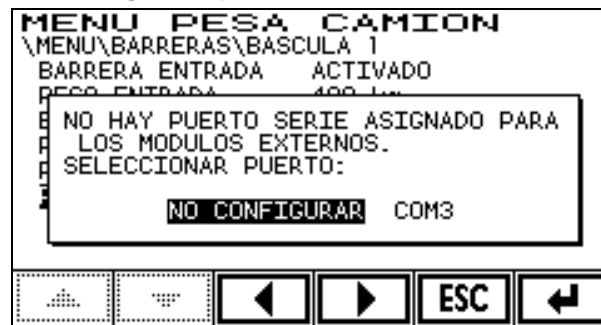 MENU PESA CAMION
\MENU\BARRERAS\BASCULA 1
BARRERA ENTRADA ACTIVADO
NO HAY PUERTO SERIE ASIGNADO PARA
LOS MODULOS EXTERNOS.
SELECCIONAR PUERTO:
NO CONFIGURAR COM3
ESC